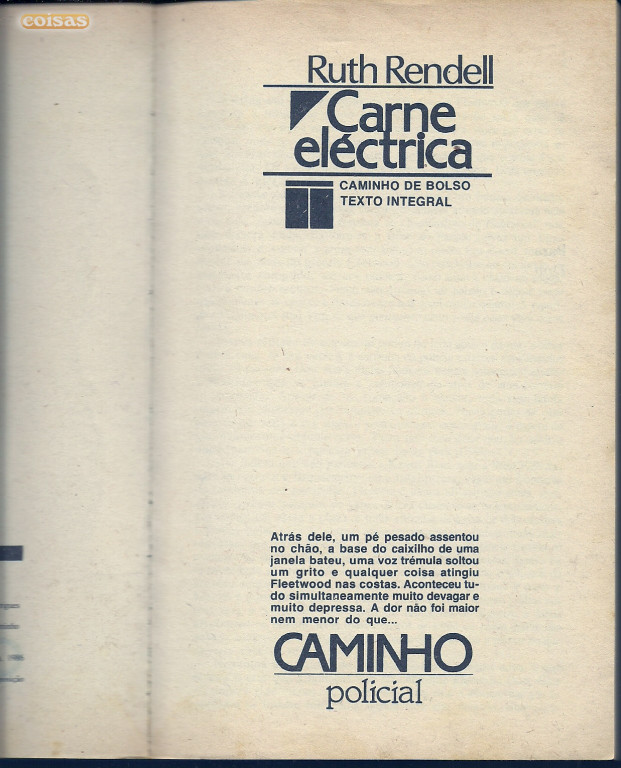 coisas
Ruth Rendell
Carne
eléctrica
CAMINHO DE BOLSO
TEXTO INTEGRAL
Atrás dele, um pé pesado assentou
no chão, a base do caixilho de uma
janela bateu, uma voz trémula soltou
um grito e qualquer coisa atingiu
Fleetwood nas costas. Aconteceu tu-
do simultaneamente muito devagar e
muito depressa. A dor não foi maior
nem menor do que...
CAMINHO
policial